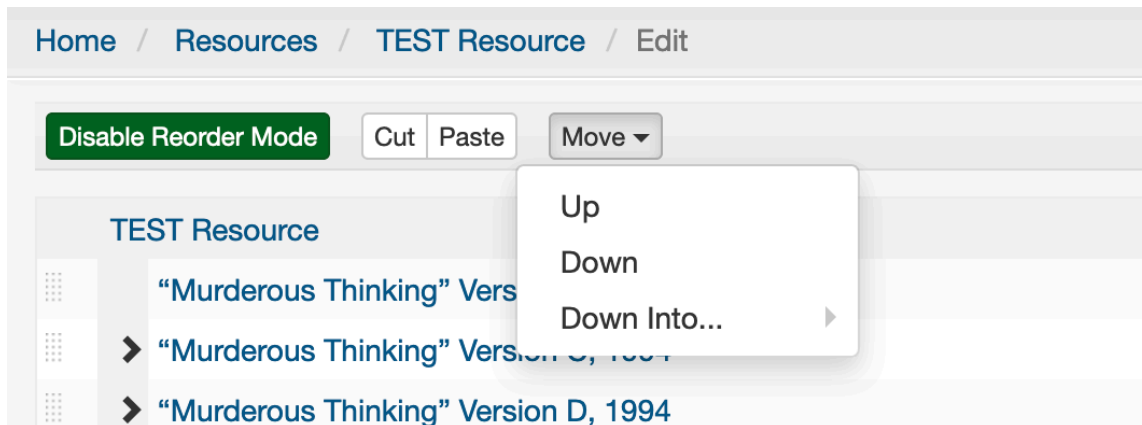 Home / Resources / TEST Resource / Edit
Disable Reorder Mode Cut Paste Move
Up
Down
Down Into...
TEST Resource
“Murderous Thinking” Vers
“Murderous Thinking” Version
“Murderous Thinking” Version D, 1994